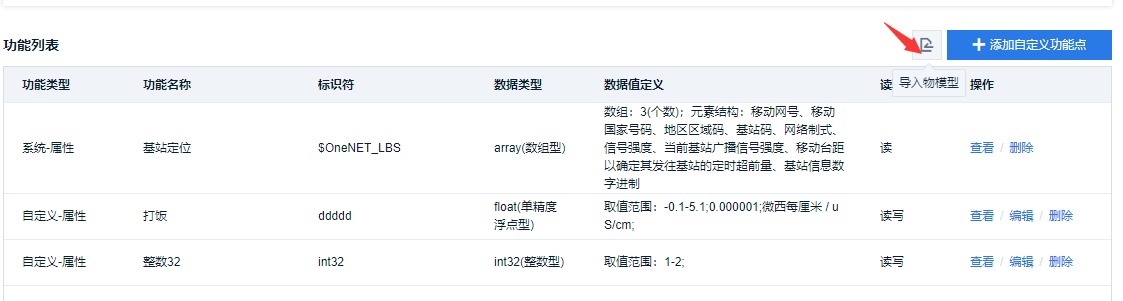 功能列表
添加自定义功能点
导入物模型
功能类型 功能名称 标识符 数据类型 数据值定义 读 操作
系统-属性 基站定位 $OneNET_LBS array(数组型) 数组：3(个数)；元素结构：移动网号、移动
国家号码、地区区域码、基站码、网络制式、
信号强度、当前基站广播信号强度、移动台距
以确定其发往基站的定时超前量、基站信息数
字进制
读 查看 / 删除
自定义-属性 打饭 ddddd float(单精度
浮点型)
取值范围：-0.1-5.1;0.000001;微西每厘米 / u
S/cm;
读写 查看 / 编辑 / 删除
自定义-属性 整数32 int32 int32(整数型) 取值范围：1-2; 读写 查看 / 编辑 / 删除